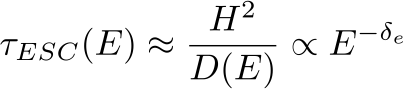 τ_{ESC}(E) ≈ \frac{H^2}{D(E)} ∝ E^{-δ_e}